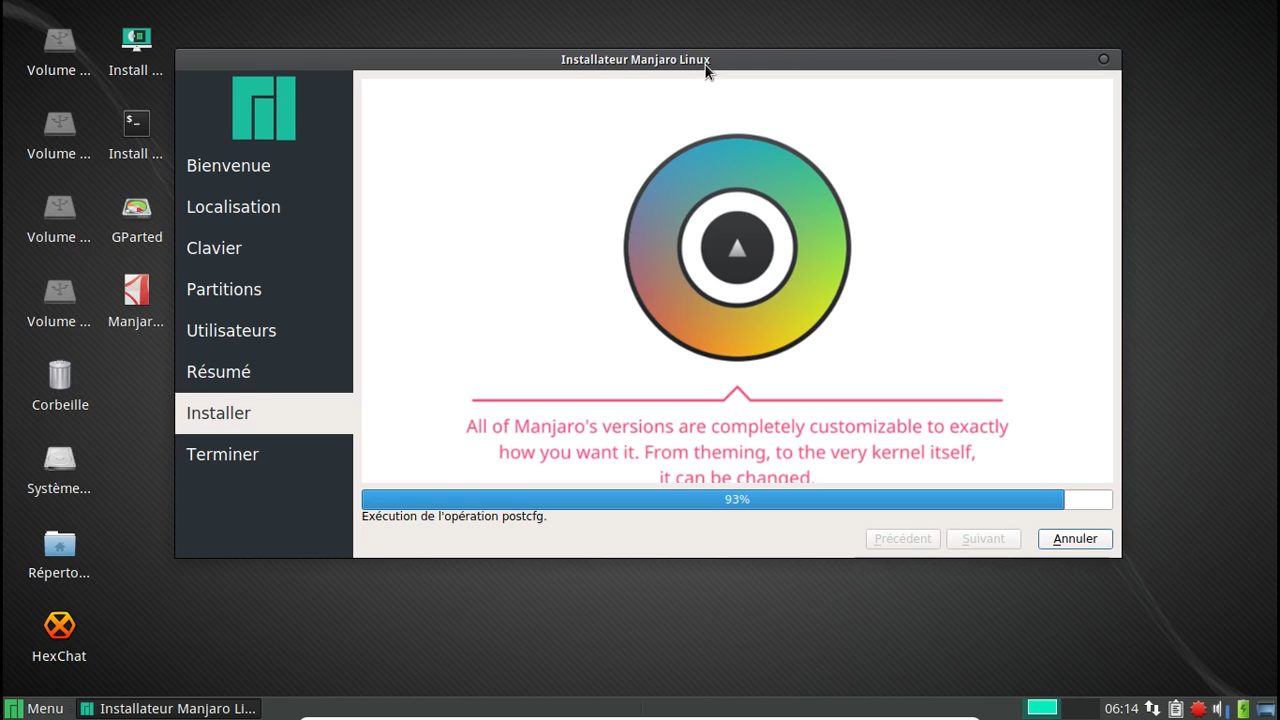 Volume ...
Install ...
Volume ...
Install ...
Volume ...
GParted
Volume ...
Manjar...
Corbeille
Système...
Réperto...
HexChat
Installateur Manjaro Linux
Bienvenue
Localisation
Clavier
Partitions
Utilisateurs
Résumé
Installer
Terminer
All of Manjaro's versions are completely customizable to exactly
how you want it. From theming, to the very kernel itself,
it can be changed.
93%
Exécution de l'opération postcfg.
Précédent
Suivant
Annuler
Menu
Installateur Manjaro Li...
06:14